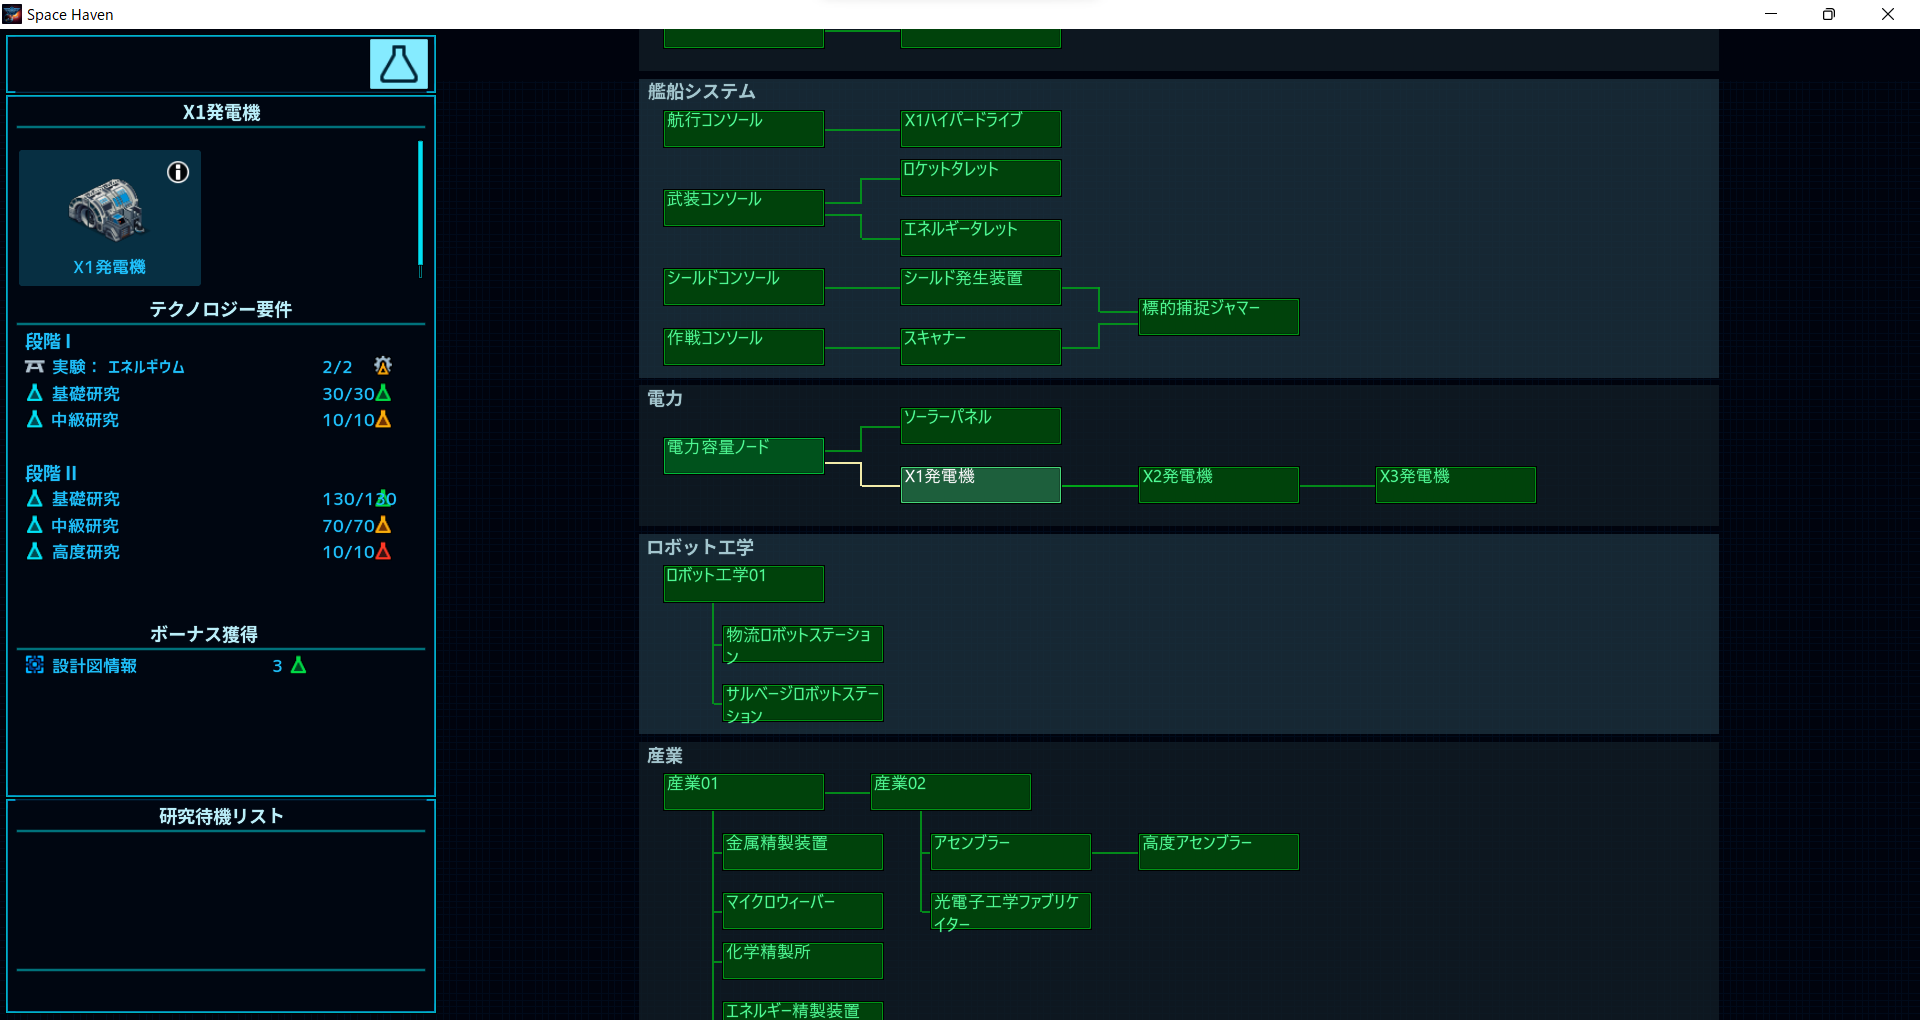 Space Haven
X1発電機
X1発電機
テクノロジー要件
段階 I
実験： エネルギウム 2/2
基礎研究 30/30
中級研究 10/10
段階 II
基礎研究 130/130
中級研究 70/70
高度研究 10/10
ボーナス獲得
設計図情報 3
研究待機リスト
艦船システム
航行コンソール
X1ハイパードライブ
ロケットタレット
武装コンソール
エネルギータレット
シールドコンソール
シールド発生装置
標的捕捉ジャマー
作戦コンソール
スキャナー
電力
ソーラーパネル
電力容量ノード
X1発電機
X2発電機
X3発電機
ロボット工学
ロボット工学01
物流ロボットステーショ
ン
サルベージロボットステー
ション
産業
産業01
産業02
金属精製装置
アセンブラー
高度アセンブラー
マイクロウィーバー
光電子工学ファブリケ
イター
化学精製所
エネルギー精製装置